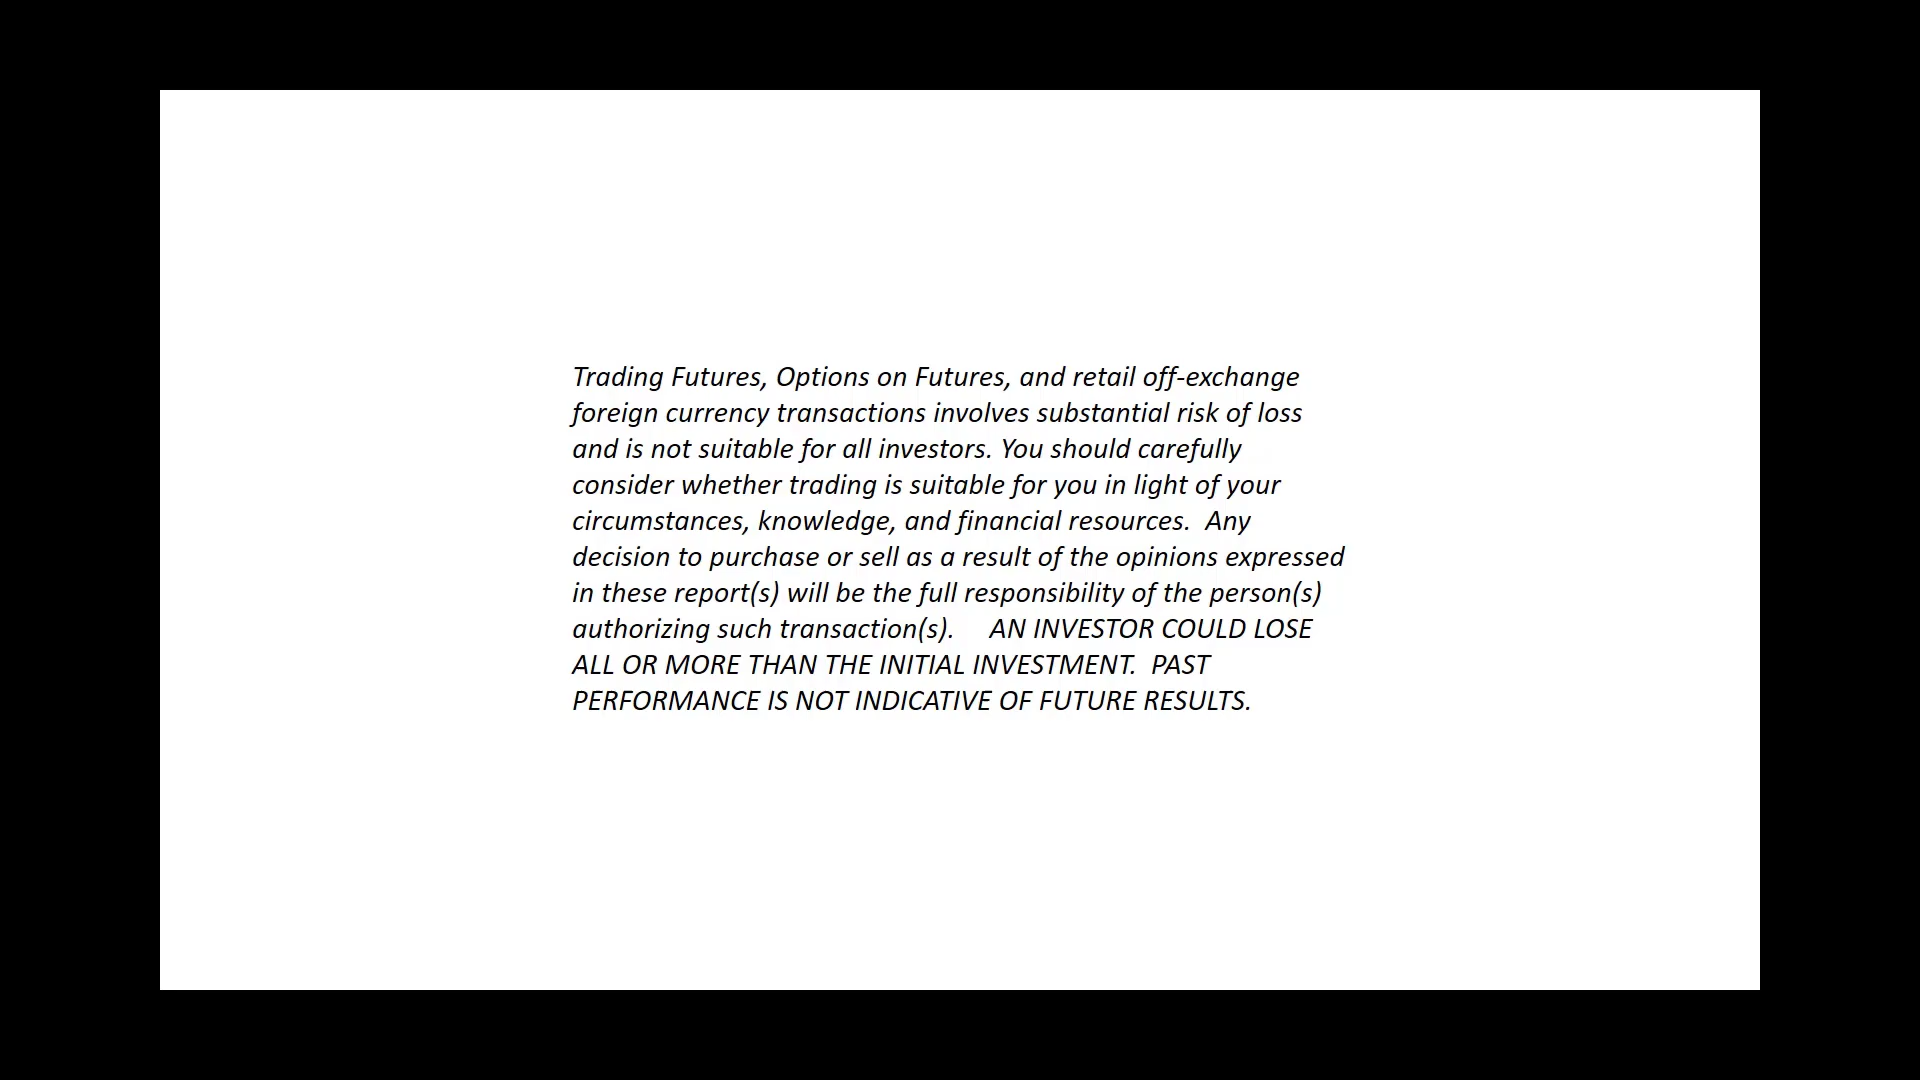 Trading Futures, Options on Futures, and retail off-exchange
foreign currency transactions involves substantial risk of loss
and is not suitable for all investors. You should carefully
consider whether trading is suitable for you in light of your
circumstances, knowledge, and financial resources.  Any
decision to purchase or sell as a result of the opinions expressed
in these report(s) will be the full responsibility of the person(s)
authorizing such transaction(s).     AN INVESTOR COULD LOSE
ALL OR MORE THAN THE INITIAL INVESTMENT.  PAST
PERFORMANCE IS NOT INDICATIVE OF FUTURE RESULTS.